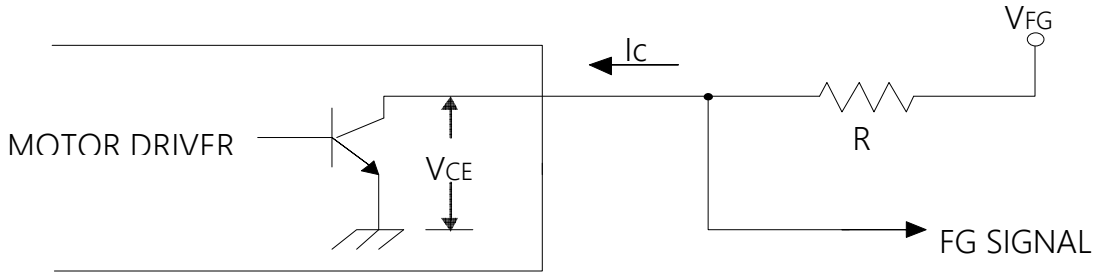 VFG
Ic
R
MOTOR DRIVER
VCE
FG SIGNAL